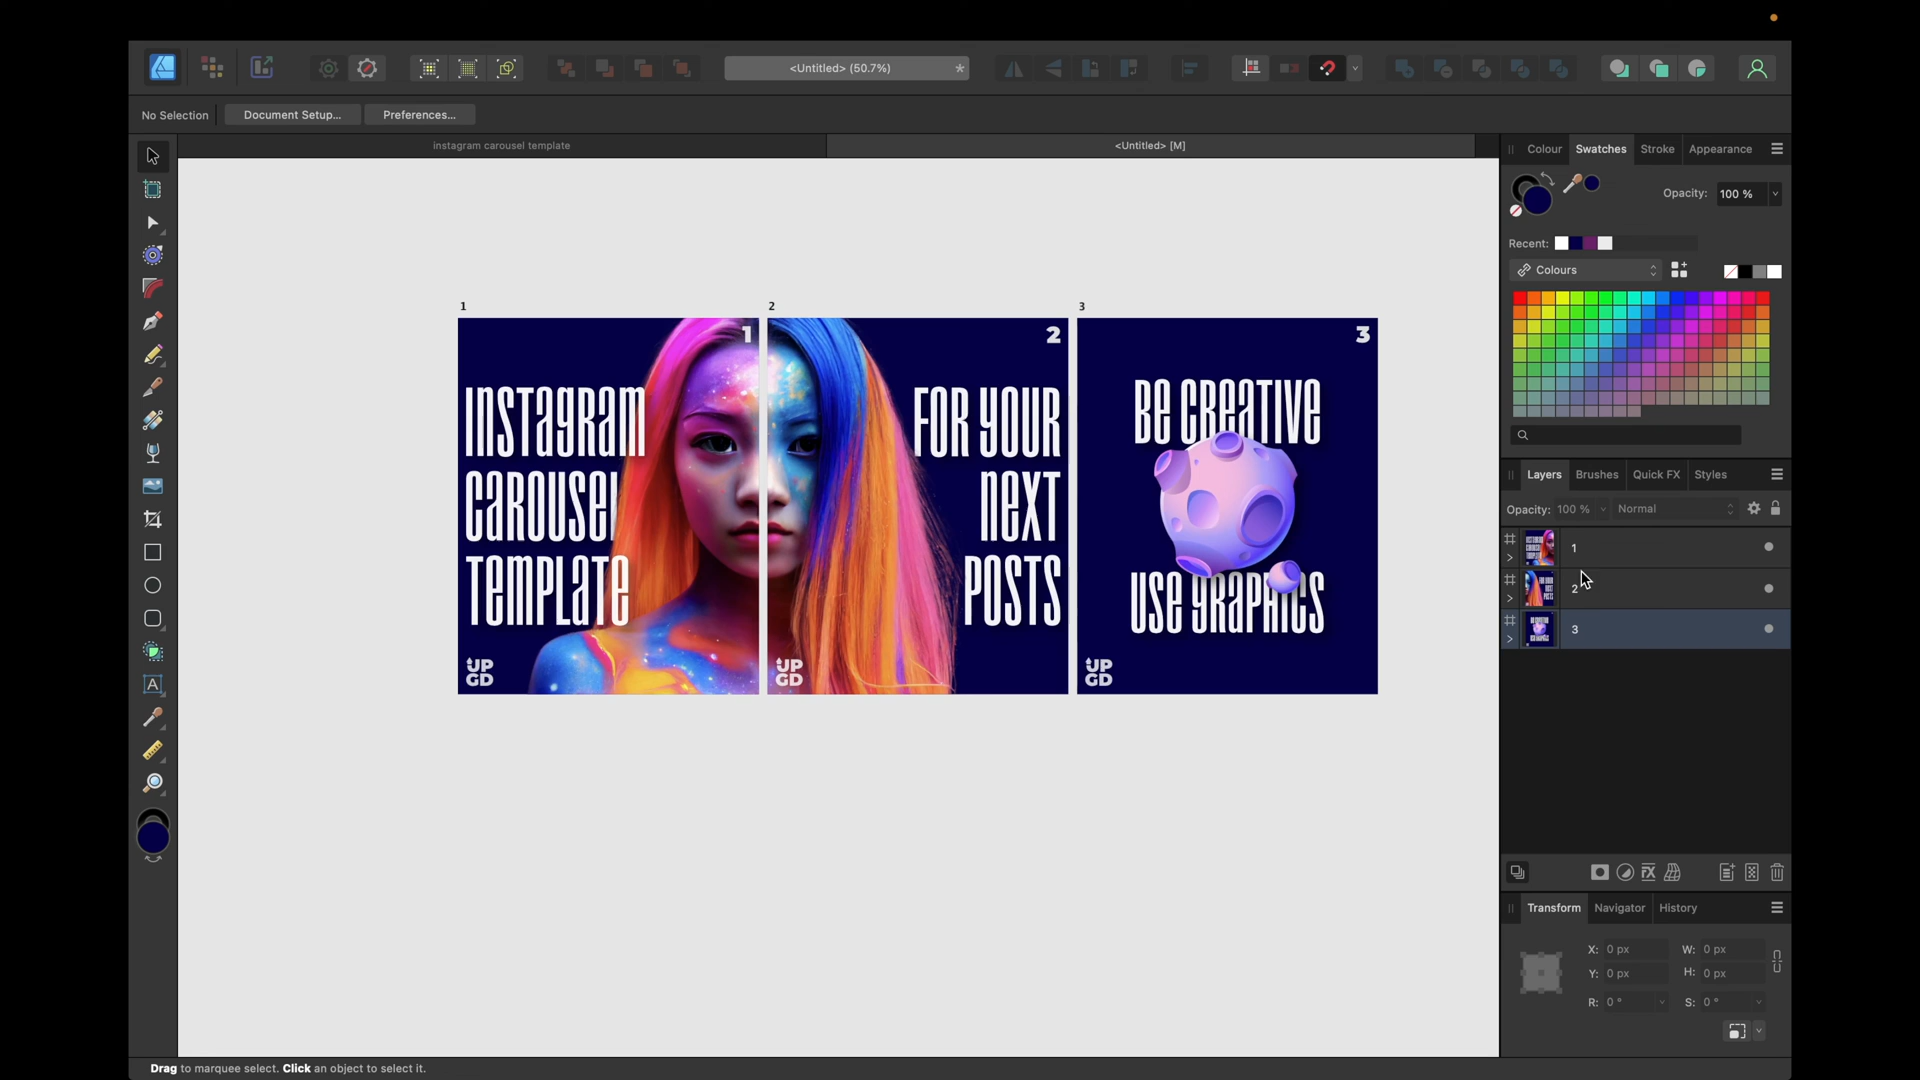 <Untitled> (50.7%)
*
No Selection
Document Setup...
Preferences...
instagram carousel template
<Untitled> [M]
Colour
Swatches
Stroke
Appearance
Opacity:
100 %
Recent:
Colours
1
2
3
1
INSTAGRAM
CAROUSEL
TEMPLATE
UP
GD
2
FOR YOUR
NEXT
POSTS
UP
GD
3
BE CREATIVE
USE GRAPHICS
UP
GD
Layers
Brushes
Quick FX
Styles
Opacity:
100 %
Normal
1
2
3
Transform
Navigator
History
X:
0 px
W:
0 px
Y:
0 px
H:
0 px
R:
0 °
S:
0 °
Drag to marquee select. Click an object to select it.